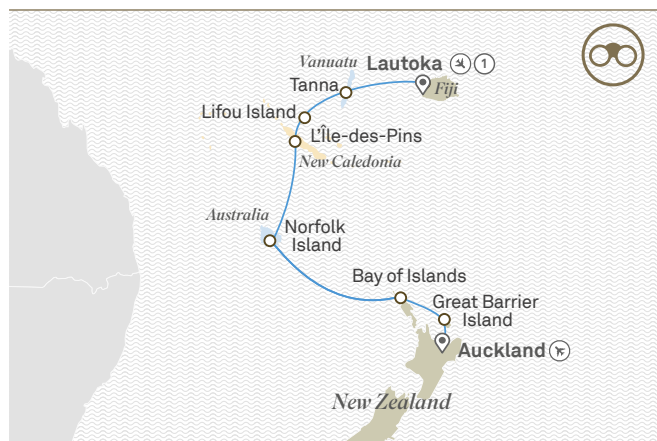 Vanuatu
Lautoka 1
Tanna
Fiji
Lifou Island
L'Île-des-Pins
New Caledonia
Australia
Norfolk
Island
Bay of Islands
Great Barrier
Island
Auckland
New Zealand